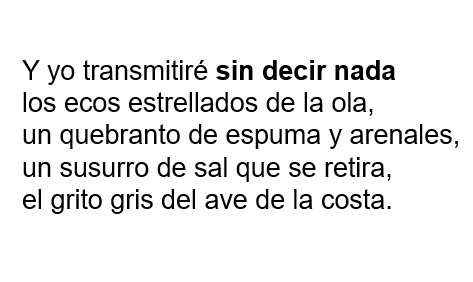 Y yo transmitiré sin decir nada
los ecos estrellados de la ola,
un quebranto de espuma y arenales,
un susurro de sal que se retira,
el grito gris del ave de la costa.